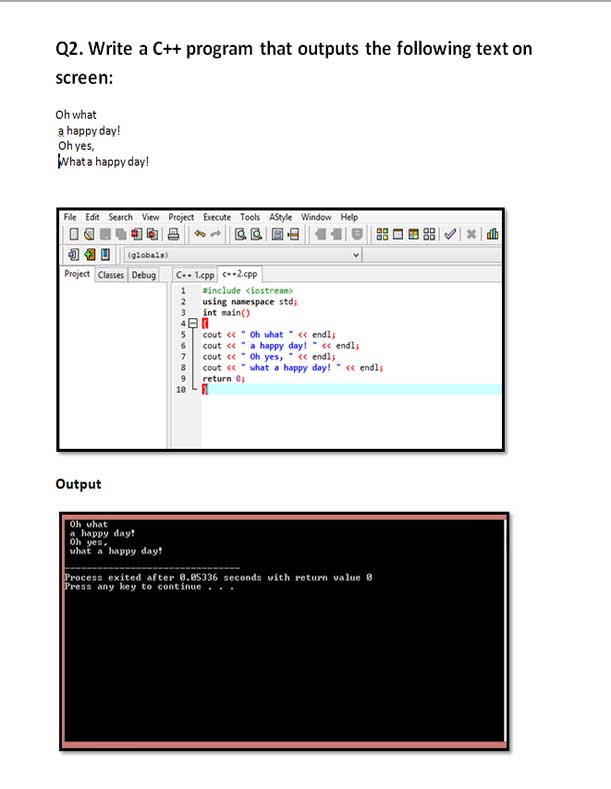 Q2. Write a C++ program that outputs the following text on
screen:
Oh what
a happy day!
Oh yes,
What a happy day!
File Edit Search View Project Execute Tools AStyle Window Help
(globals)
Project Classes Debug C++ 1.cpp c++2.cpp
1 #include <iostream>
2 using namespace std;
3 int main()
4 {
5 cout << " Oh what " << endl;
6 cout << " a happy day! " << endl;
7 cout << " Oh yes, " << endl;
8 cout << " what a happy day! " << endl;
9 return 0;
10 }
Output
Oh what
a happy day!
Oh yes,
what a happy day!
--------------------------------
Process exited after 0.05336 seconds with return value 0
Press any key to continue . . .